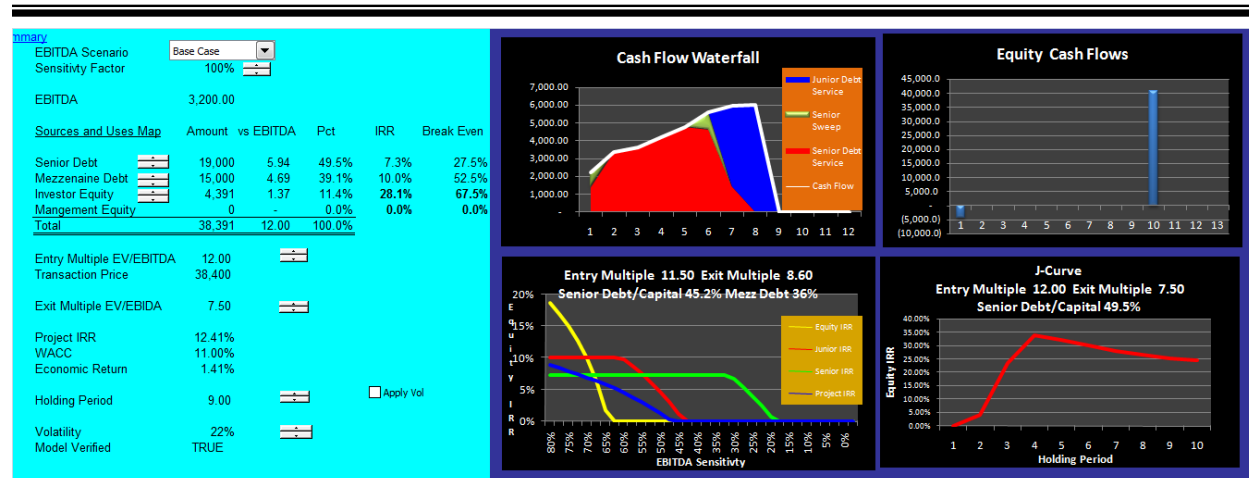 mmary
EBITDA Scenario Base Case
Sensitivty Factor 100%
EBITDA 3,200.00
Sources and Uses Map Amount vs EBITDA Pct IRR Break Even
Senior Debt 19,000 5.94 49.5% 7.3% 27.5%
Mezzenaine Debt 15,000 4.69 39.1% 10.0% 52.5%
Investor Equity 4,391 1.37 11.4% 28.1% 67.5%
Mangement Equity 0 - 0.0% 0.0% 0.0%
Total 38,391 12.00 100.0%
Entry Multiple EV/EBITDA 12.00
Transaction Price 38,400
Exit Multiple EV/EBIDA 7.50
Project IRR 12.41%
WACC 11.00%
Economic Return 1.41%
Holding Period 9.00
Apply Vol
Volatility 22%
Model Verified TRUE
Cash Flow Waterfall
7,000.00
6,000.00
5,000.00
4,000.00
3,000.00
2,000.00
1,000.00
-
1 2 3 4 5 6 7 8 9 10 11 12
Junior Debt
Service
Senior
Sweep
Senior Debt
Service
Cash Flow
Equity Cash Flows
45,000.0
40,000.0
35,000.0
30,000.0
25,000.0
20,000.0
15,000.0
10,000.0
5,000.0
-
(5,000.0)
(10,000.0)
1 2 3 4 5 6 7 8 9 10 11 12 13
Entry Multiple 11.50 Exit Multiple 8.60
Senior Debt/Capital 45.2% Mezz Debt 36%
Equity IRR
20%
15%
10%
5%
0%
80% 75% 70% 65% 60% 55% 50% 45% 40% 35% 30% 25% 20% 15% 10% 5% 0%
EBITDA Sensitivty
Equity IRR
Junior IRR
Senior IRR
Project IRR
J-Curve
Entry Multiple 12.00 Exit Multiple 7.50
Senior Debt/Capital 49.5%
Equity IRR
40.00%
35.00%
30.00%
25.00%
20.00%
15.00%
10.00%
5.00%
0.00%
1 2 3 4 5 6 7 8 9 10
Holding Period